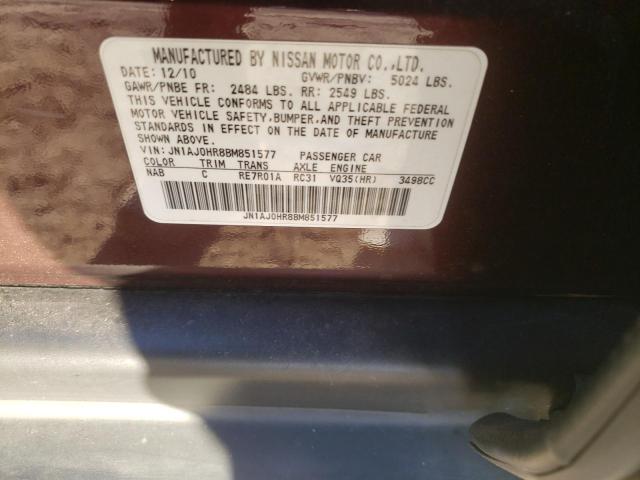 MANUFACTURED BY NISSAN MOTOR CO.,LTD.
DATE: 12/10 GVWR/PNBV: 5024 LBS.
GAWR/PNBE FR: 2484 LBS. RR: 2549 LBS.
THIS VEHICLE CONFORMS TO ALL APPLICABLE FEDERAL
MOTOR VEHICLE SAFETY,BUMPER,AND THEFT PREVENTION
STANDARDS IN EFFECT ON THE DATE OF MANUFACTURE
SHOWN ABOVE.
VIN: JN1AJ0HR8BM851577 PASSENGER CAR
COLOR TRIM TRANS AXLE ENGINE
NAB C RE7R01A RC31 VQ35(HR) 3498CC
JN1AJ0HR8BM851577